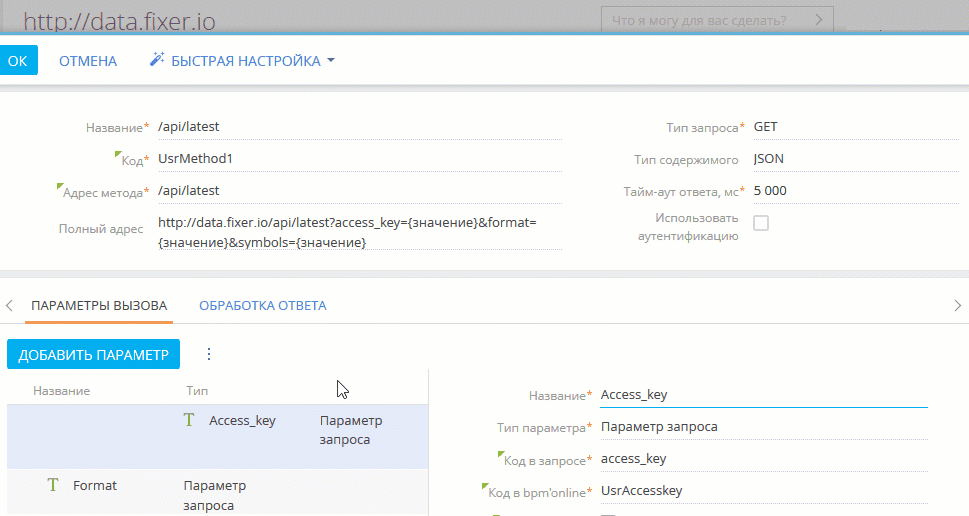 http://data.fixer.io
Что я могу для вас сделать?
ОК
ОТМЕНА
БЫСТРАЯ НАСТРОЙКА
Название* /api/latest
Тип запроса* GET
Код* UsrMethod1
Тип содержимого JSON
Адрес метода* /api/latest
Тайм-аут ответа, мс* 5 000
Полный адрес
http://data.fixer.io/api/latest?access_key={значение}&format=
{значение}&symbols={значение}
Использовать
аутентификацию
ПАРАМЕТРЫ ВЫЗОВА
ОБРАБОТКА ОТВЕТА
ДОБАВИТЬ ПАРАМЕТР
Название Тип
T Access_key Параметр
запроса
T Format Параметр
запроса
Название* Access_key
Тип параметра* Параметр запроса
Код в запросе* access_key
Код в bpm'online* UsrAccesskey